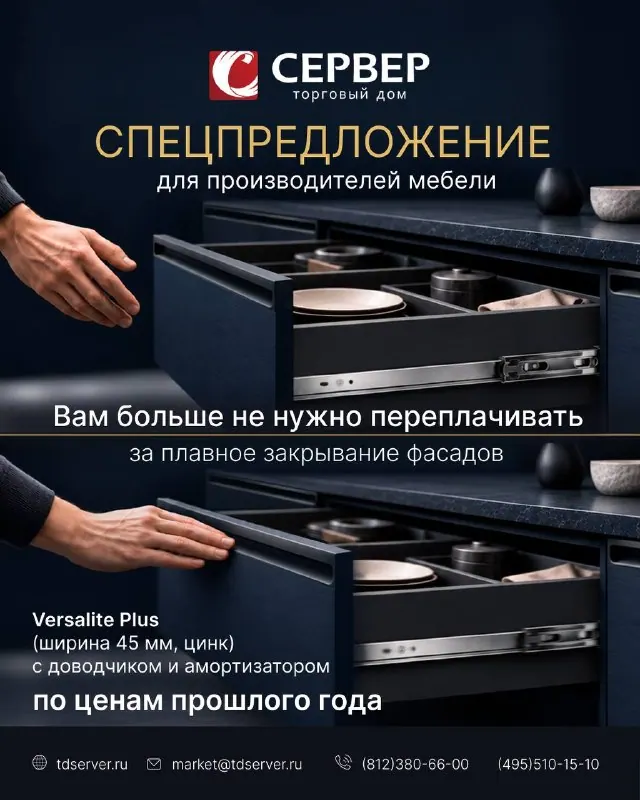 СЕРВЕР
торговый дом
СПЕЦПРЕДЛОЖЕНИЕ
для производителей мебели
Вам больше не нужно переплачивать
за плавное закрывание фасадов
Versalite Plus
(ширина 45 мм, цинк)
с доводчиком и амортизатором
по ценам прошлого года
tdserver.ru market@tdserver.ru (812)380-66-00 (495)510-15-10